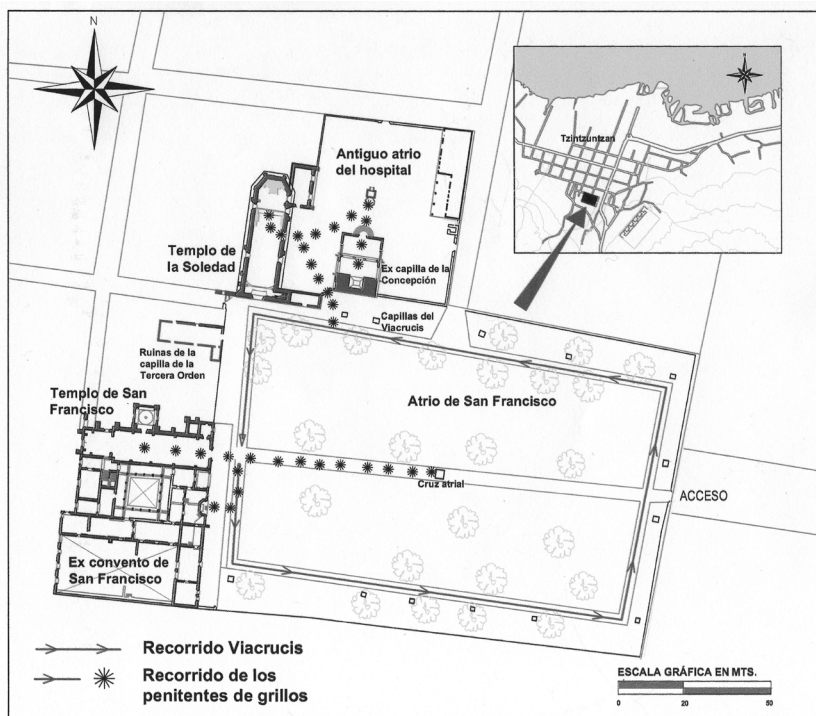 N
Tzintzuntzan
Antiguo atrio
del hospital
Templo de
la Soledad
Ex capilla de la
Concepción
Capillas del
Viacrucis
Ruinas de la
capilla de la
Tercera Orden
Templo de San
Francisco
Atrio de San Francisco
Cruz atrial
ACCESO
Ex convento de
San Francisco
Recorrido Viacrucis
Recorrido de los
penitentes de grillos
ESCALA GRÁFICA EN MTS.
0 20 50